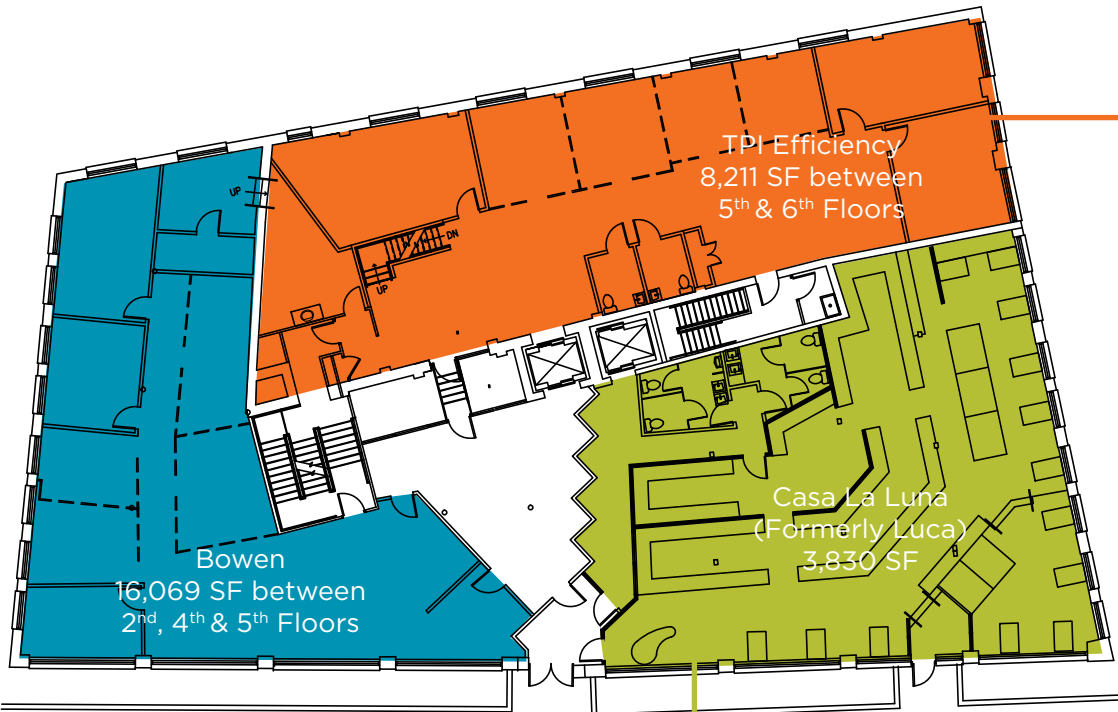 TPI Efficiency
8,211 SF between
5th & 6th Floors
UP
DN
UP
Casa La Luna
(Formerly Luca)
3,830 SF
Bowen
16,069 SF between
2nd, 4th & 5th Floors